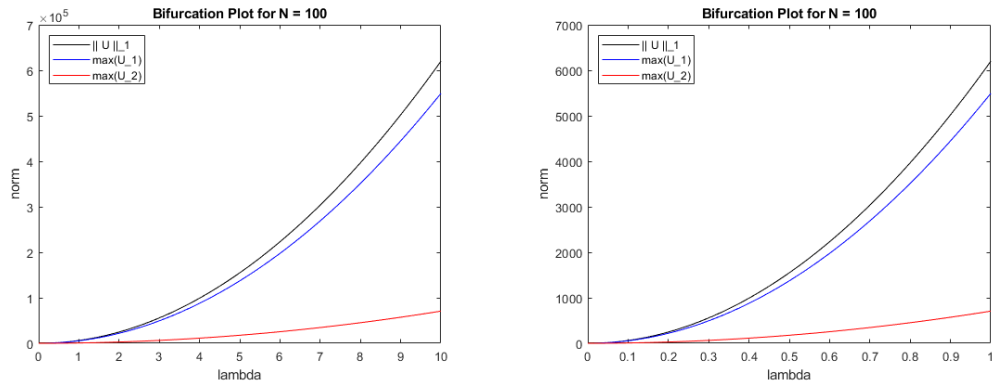 Bifurcation Plot for N = 100
× 10^5
7
6
5
4
3
2
1
0
norm
|| U ||_1
max(U_1)
max(U_2)
0 1 2 3 4 5 6 7 8 9 10
lambda
Bifurcation Plot for N = 100
7000
6000
5000
4000
3000
2000
1000
0
norm
|| U ||_1
max(U_1)
max(U_2)
0 0.1 0.2 0.3 0.4 0.5 0.6 0.7 0.8 0.9 1
lambda